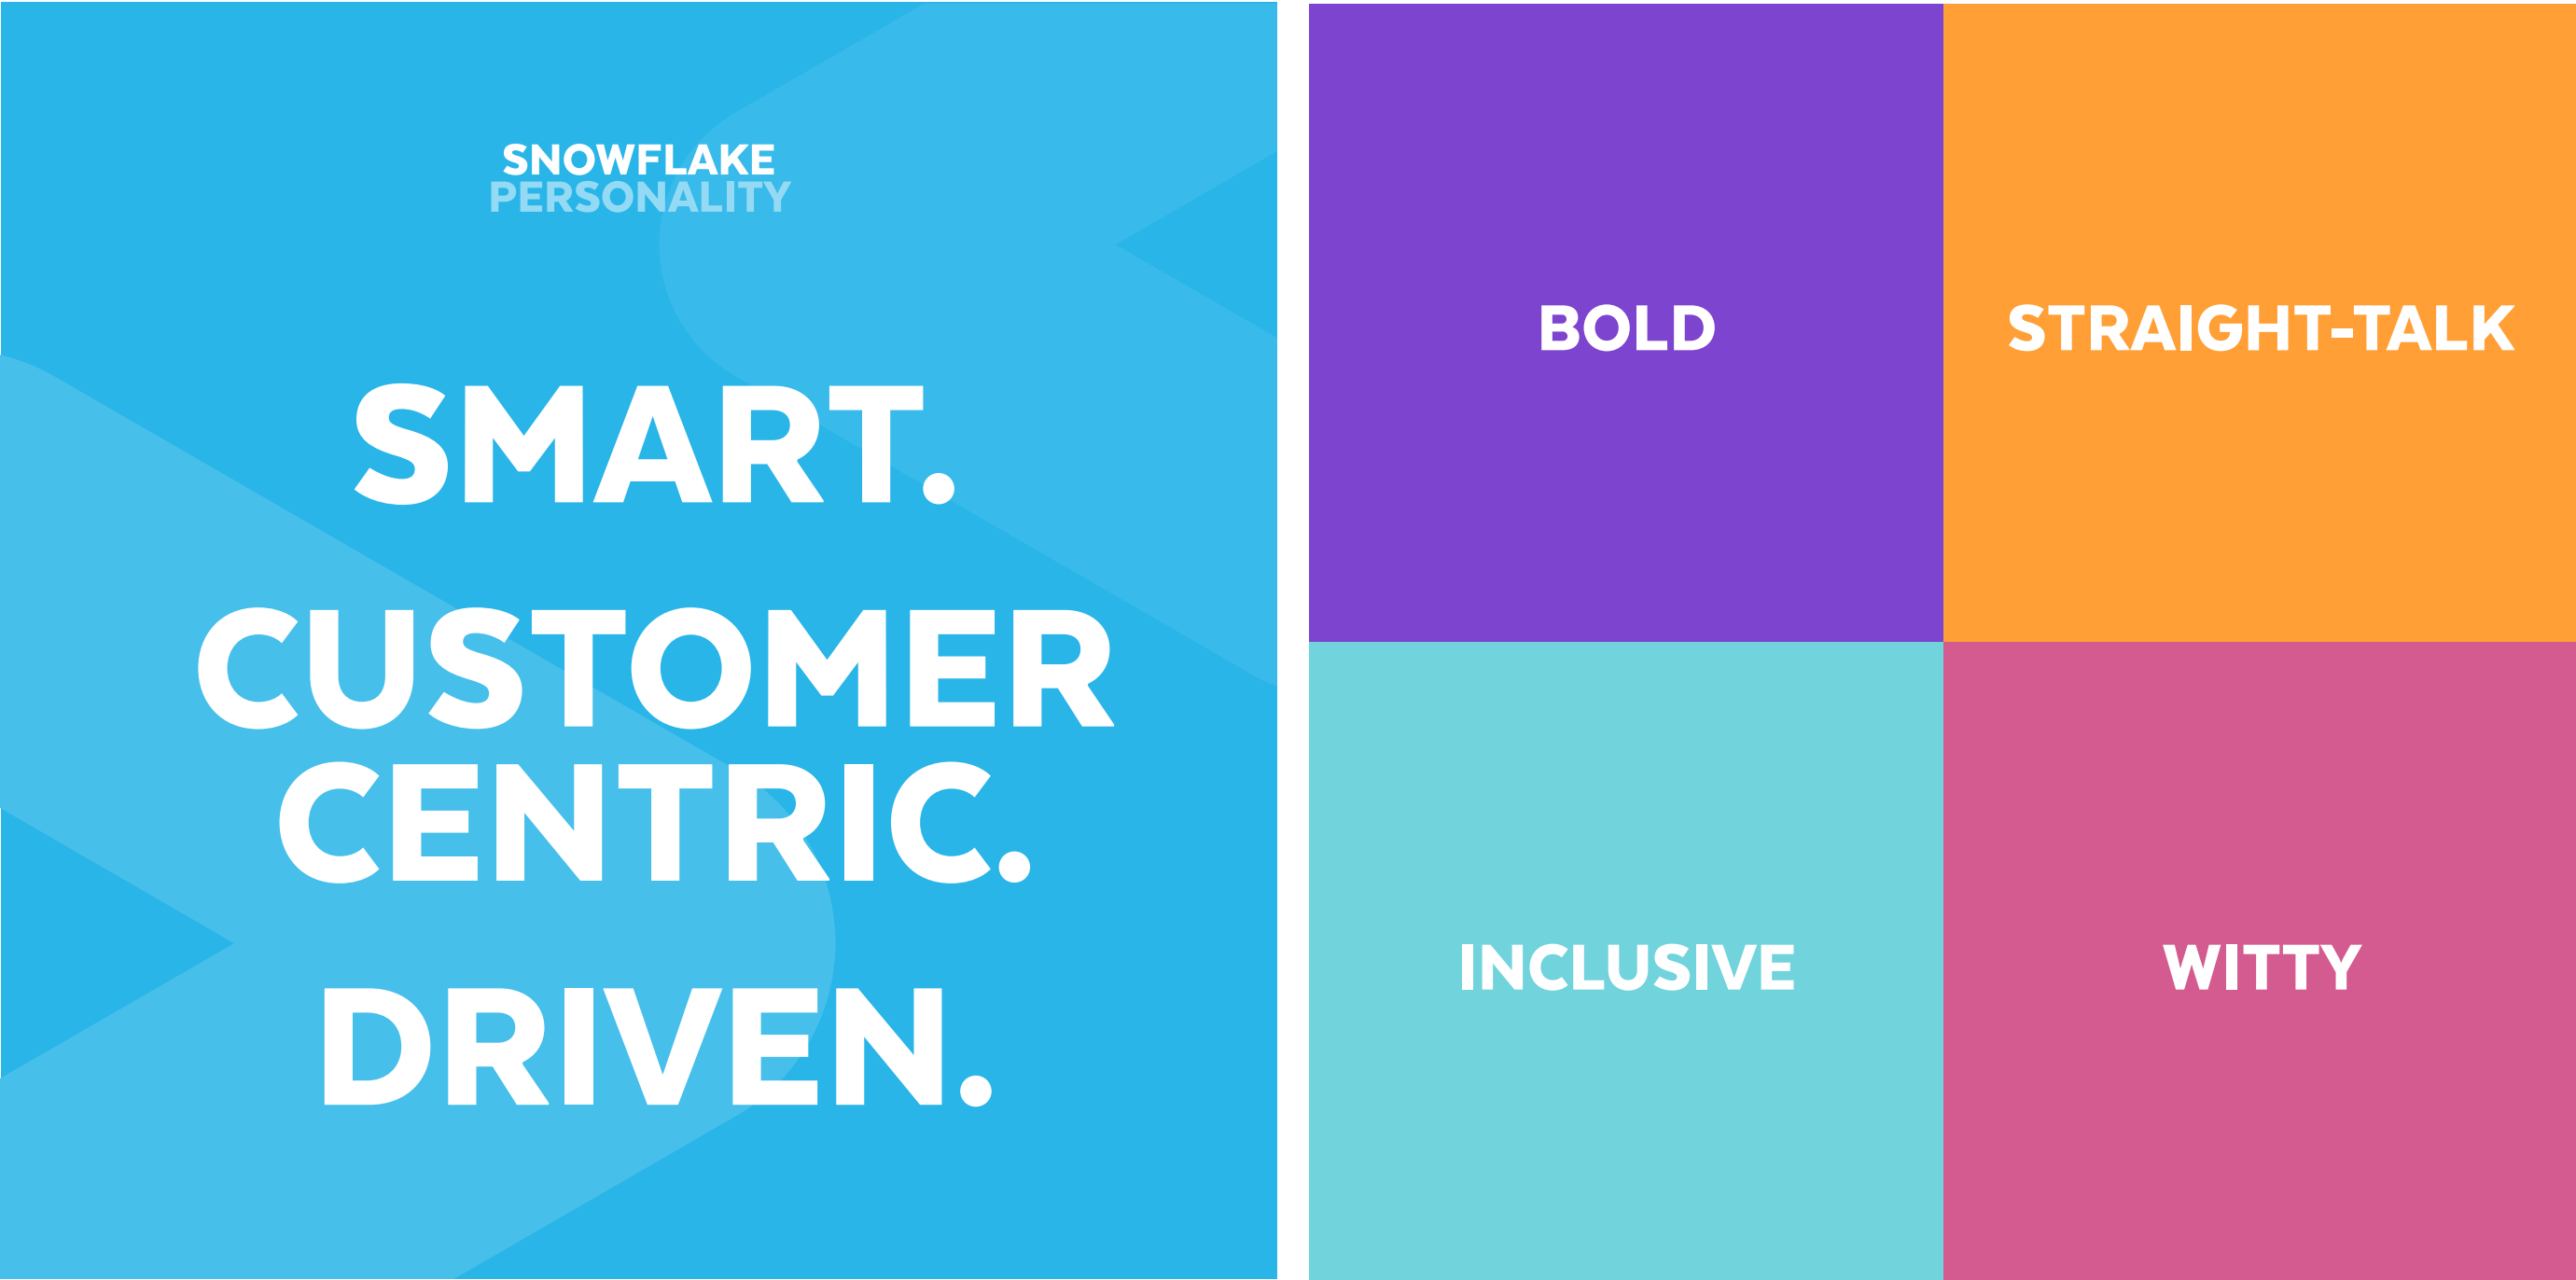 SNOWFLAKE
PERSONALITY
SMART.
CUSTOMER
CENTRIC.
DRIVEN.
BOLD
STRAIGHT-TALK
INCLUSIVE
WITTY